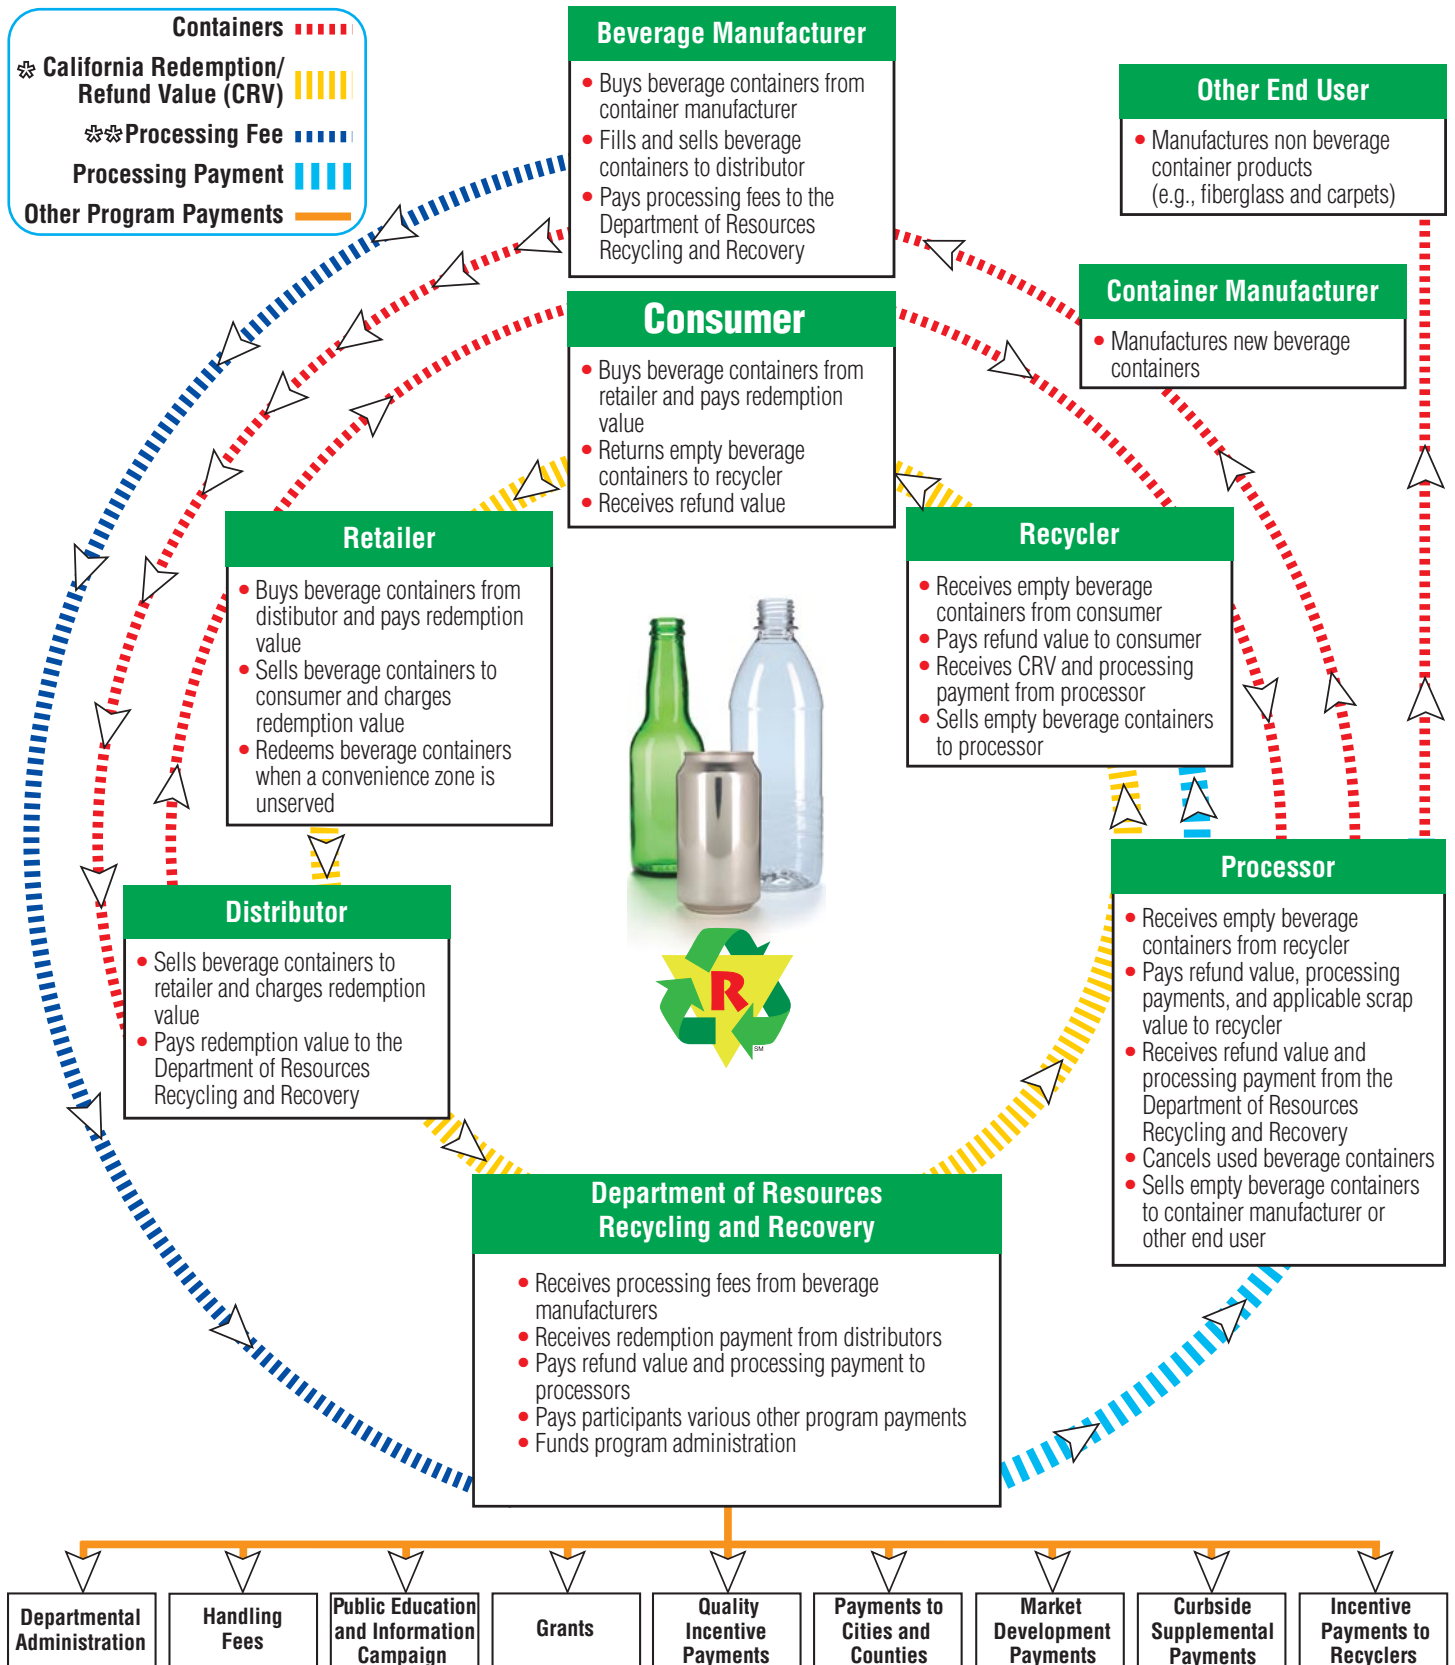 Containers
California Redemption/
Refund Value (CRV)
Processing Fee
Processing Payment
Other Program Payments
Beverage Manufacturer
• Buys beverage containers from
container manufacturer
• Fills and sells beverage
containers to distributor
• Pays processing fees to the
Department of Resources
Recycling and Recovery
Other End User
• Manufactures non beverage
container products
(e.g., fiberglass and carpets)
Container Manufacturer
• Manufactures new beverage
containers
Consumer
• Buys beverage containers from
retailer and pays redemption
value
• Returns empty beverage
containers to recycler
• Receives refund value
Retailer
• Buys beverage containers from
distibutor and pays redemption
value
• Sells beverage containers to
consumer and charges
redemption value
• Redeems beverage containers
when a convenience zone is
unserved
Recycler
• Receives empty beverage
containers from consumer
• Pays refund value to consumer
• Receives CRV and processing
payment from processor
• Sells empty beverage containers
to processor
Distributor
• Sells beverage containers to
retailer and charges redemption
value
• Pays redemption value to the
Department of Resources
Recycling and Recovery
R
SM
Processor
• Receives empty beverage
containers from recycler
• Pays refund value, processing
payments, and applicable scrap
value to recycler
• Receives refund value and
processing payment from the
Department of Resources
Recycling and Recovery
• Cancels used beverage containers
• Sells empty beverage containers
to container manufacturer or
other end user
Department of Resources
Recycling and Recovery
• Receives processing fees from beverage
manufacturers
• Receives redemption payment from distributors
• Pays refund value and processing payment to
processors
• Pays participants various other program payments
• Funds program administration
Departmental
Administration
Handling
Fees
Public Education
and Information
Campaign
Grants
Quality
Incentive
Payments
Payments to
Cities and
Counties
Market
Development
Payments
Curbside
Supplemental
Payments
Incentive
Payments to
Recyclers